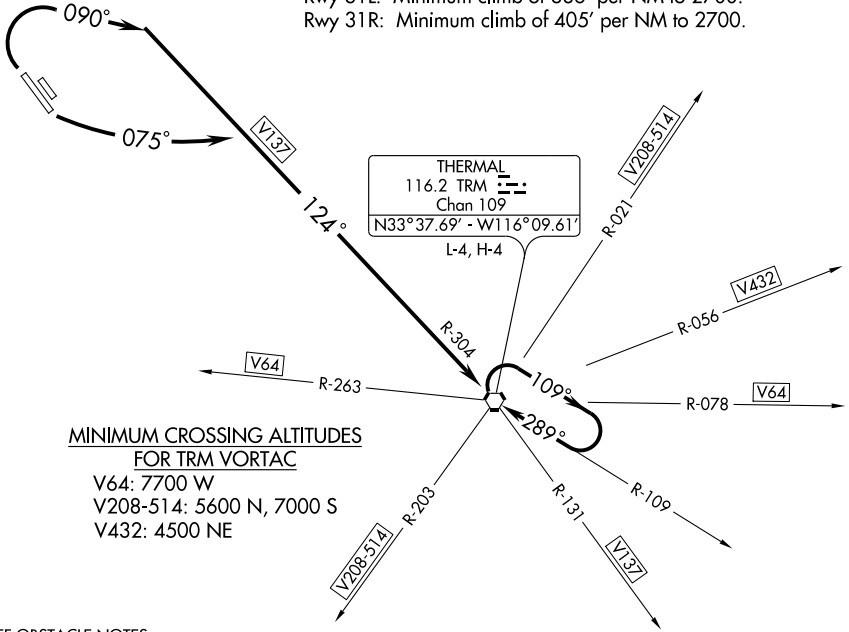 Rwy 31R: Minimum climb of 405' per NM to 2700.
090°
075°
V137
124°
R-304
THERMAL
116.2 TRM
Chan 109
N33°37.69' - W116°09.61'
L-4, H-4
V208-514
R-021
V432
R-056
V64
R-263
109°
289°
R-078
V64
MINIMUM CROSSING ALTITUDES
FOR TRM VORTAC
V64: 7700 W
V208-514: 5600 N, 7000 S
V432: 4500 NE
R-203
V208-514
R-131
V137
R-109